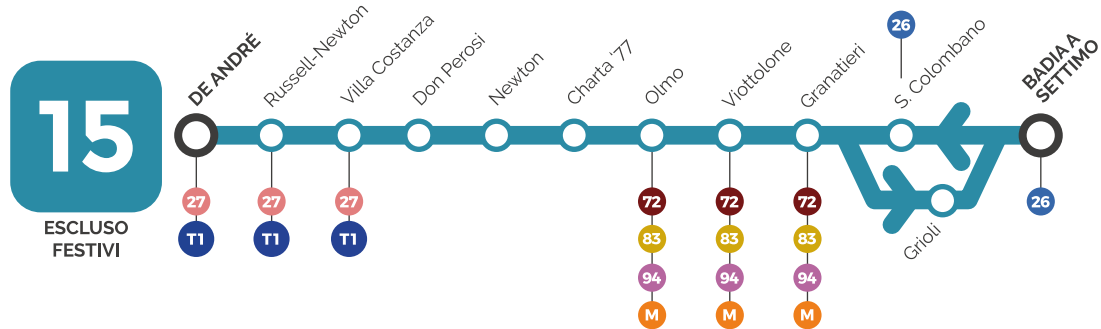 15
ESCLUSO
FESTIVI
DE ANDRÉ
Russell-Newton
Villa Costanza
Don Perosi
Newton
Charta '77
Olmo
Viottolone
Granatieri
S. Colombano
Grioli
BADIA A
SETTIMO
26
27
T1
27
T1
27
T1
72
83
94
M
72
83
94
M
72
83
94
M
26